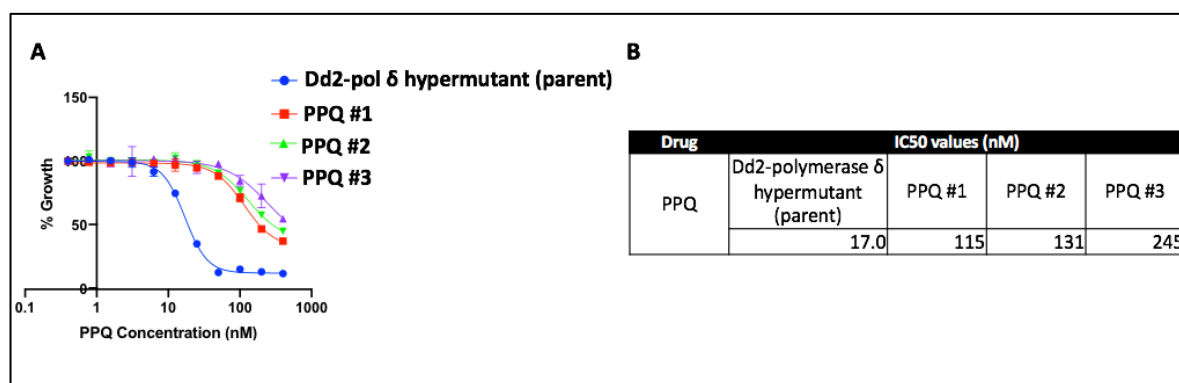 A
Dd2-pol δ hypermutant (parent)
PPQ #1
PPQ #2
PPQ #3
150
100
50
0
% Growth
0.1 1 10 100 1000
PPQ Concentration (nM)
B
Drug IC50 values (nM)
PPQ
Dd2-polymerase δ
hypermutant
(parent)
PPQ #1 PPQ #2 PPQ #3
17.0 115 131 245